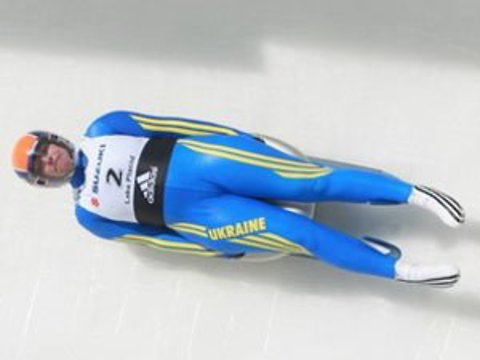 SUZUKI
2
Lake Placid
adidas
UKRAINE